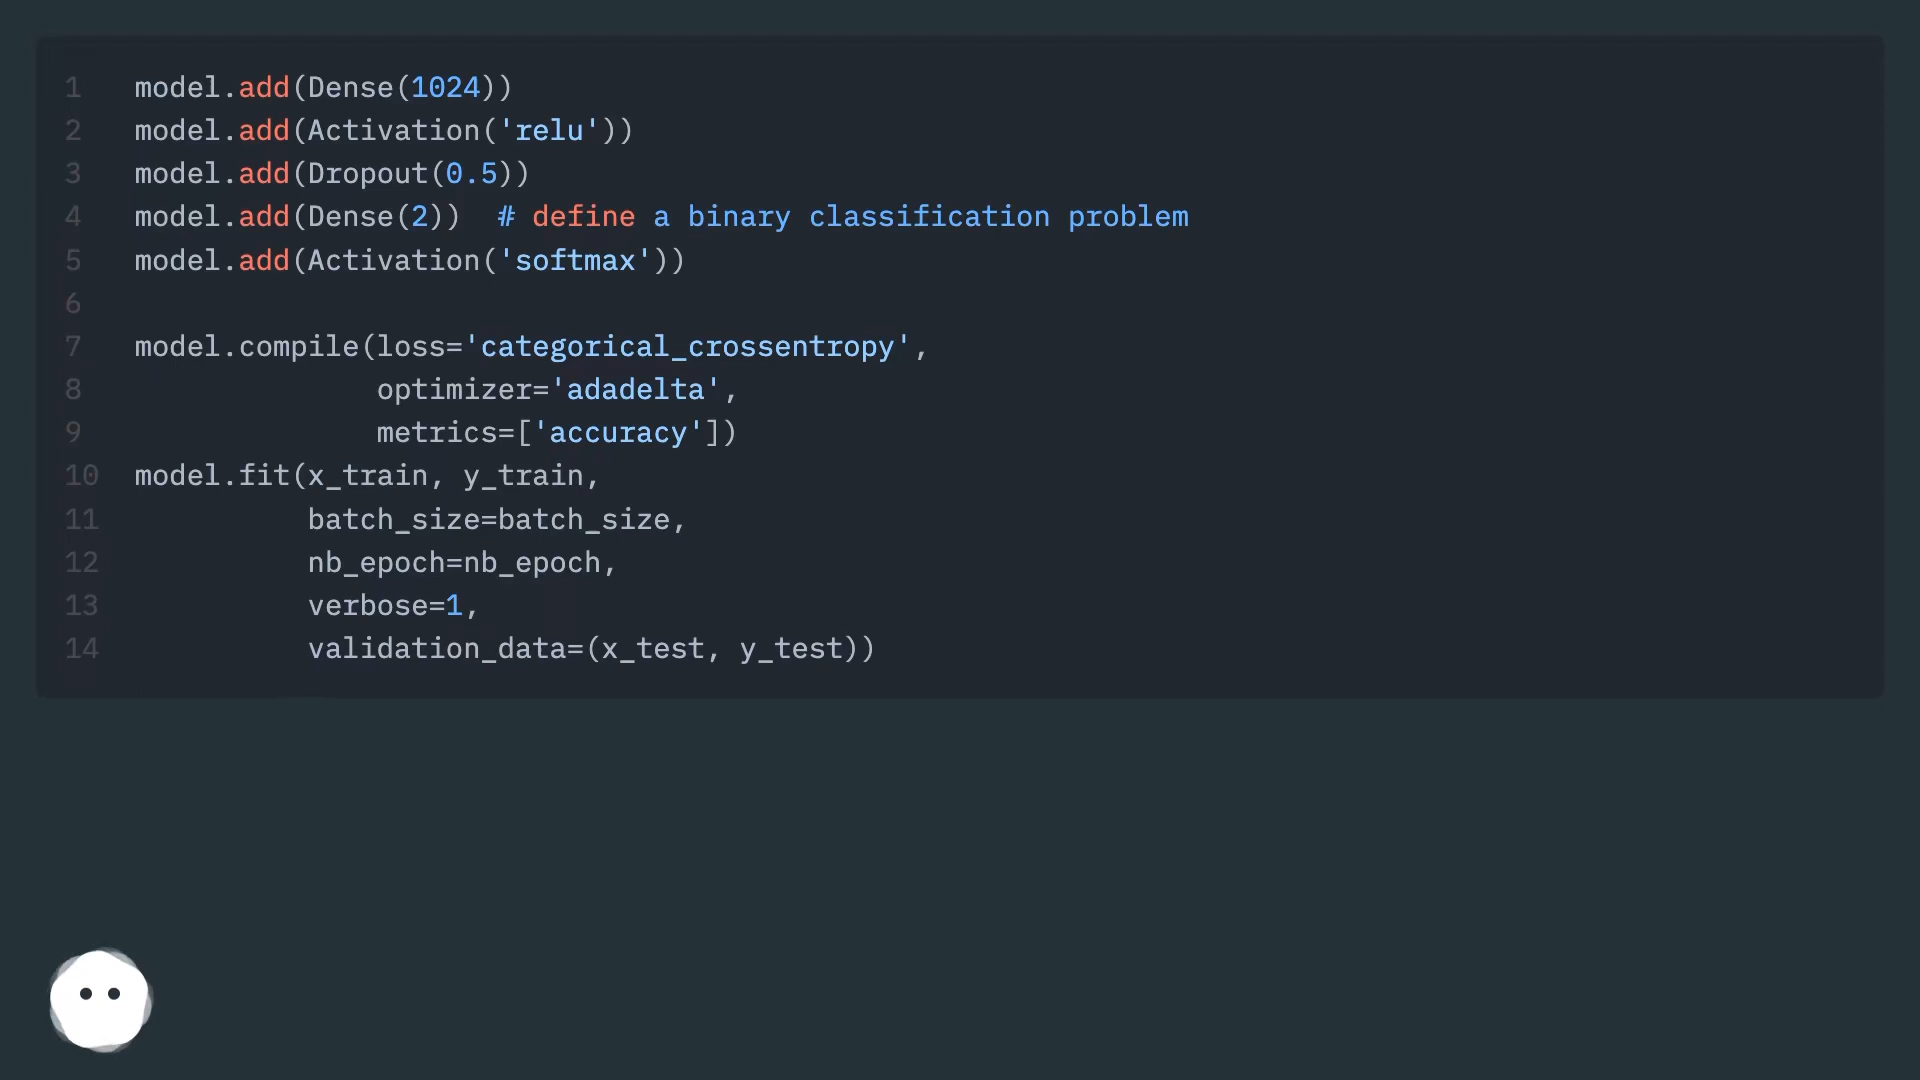 1 model.add(Dense(1024))
2 model.add(Activation('relu'))
3 model.add(Dropout(0.5))
4 model.add(Dense(2))  # define a binary classification problem
5 model.add(Activation('softmax'))
6
7 model.compile(loss='categorical_crossentropy',
8               optimizer='adadelta',
9               metrics=['accuracy'])
10 model.fit(x_train, y_train,
11           batch_size=batch_size,
12           nb_epoch=nb_epoch,
13           verbose=1,
14           validation_data=(x_test, y_test))